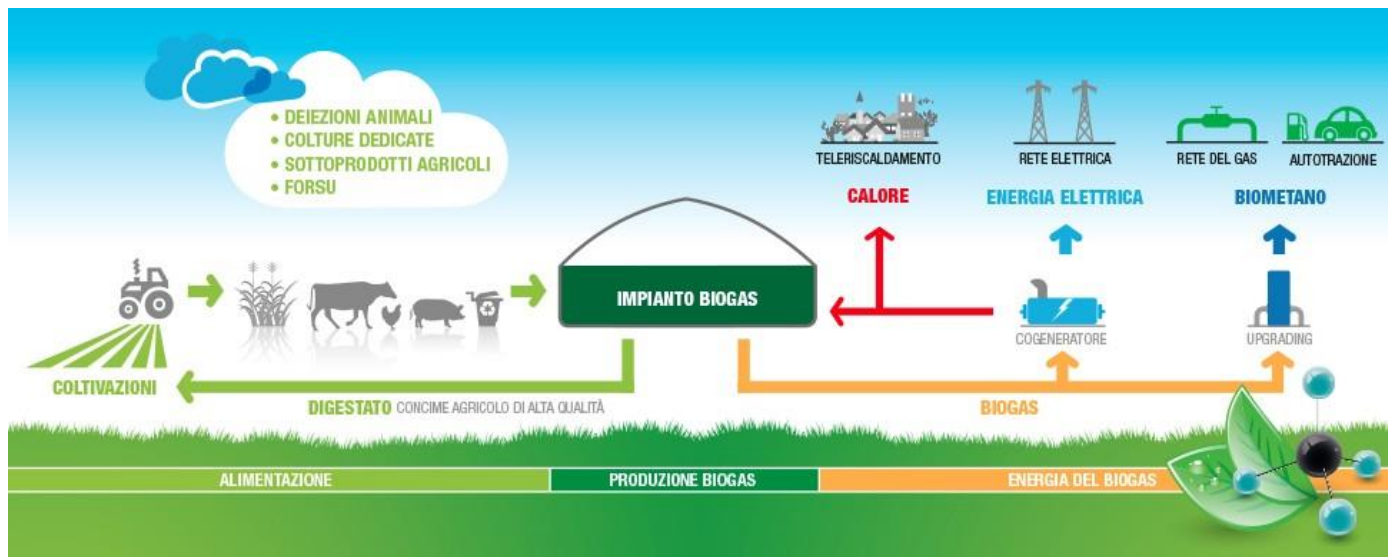 • DEIEZIONI ANIMALI
• COLTURE DEDICATE
• SOTTOPRODOTTI AGRICOLI
• FORSU
TELERISCALDAMENTO
RETE ELETTRICA
RETE DEL GAS
AUTOTRAZIONE
CALORE
ENERGIA ELETTRICA
BIOMETANO
IMPIANTO BIOGAS
COGENERATORE
UPGRADING
COLTIVAZIONI
DIGESTATO CONCIME AGRICOLO DI ALTA QUALITÀ
BIOGAS
ALIMENTAZIONE
PRODUZIONE BIOGAS
ENERGIA DEL BIOGAS